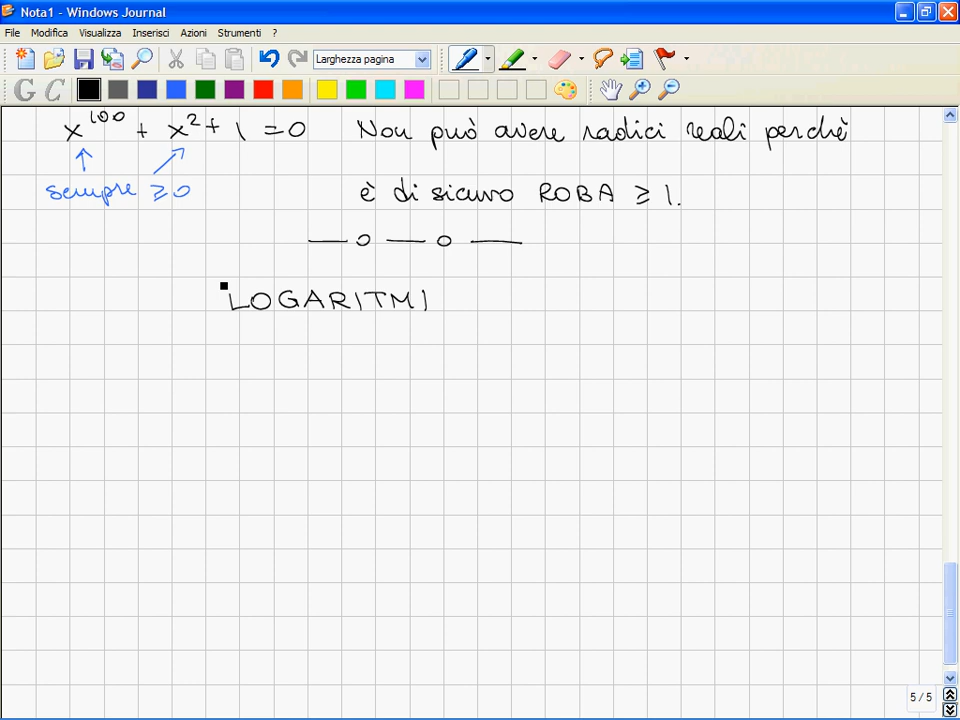 Nota1 - Windows Journal
File Modifica Visualizza Inserisci Azioni Strumenti ?
Larghezza pagina
G C
x^100 + x^2 + 1 = 0 Non può avere radici reali perchè
sempre ≥0 è di sicuro ROBA ≥ 1.
LOGARITMI
5 / 5